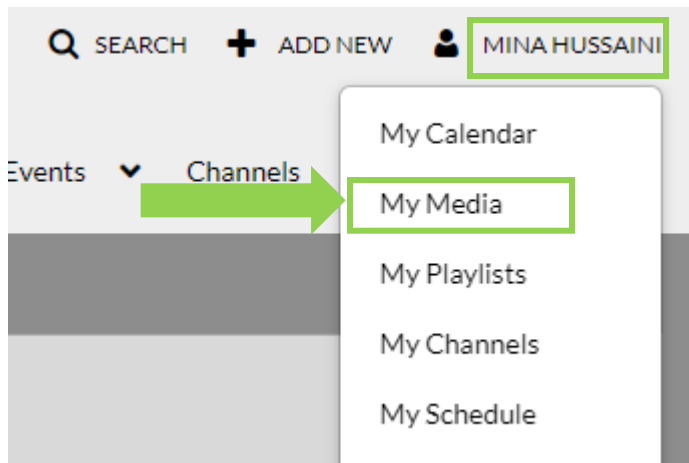 SEARCH ADD NEW MINA HUSSAINI
Events Channels
My Calendar
My Media
My Playlists
My Channels
My Schedule